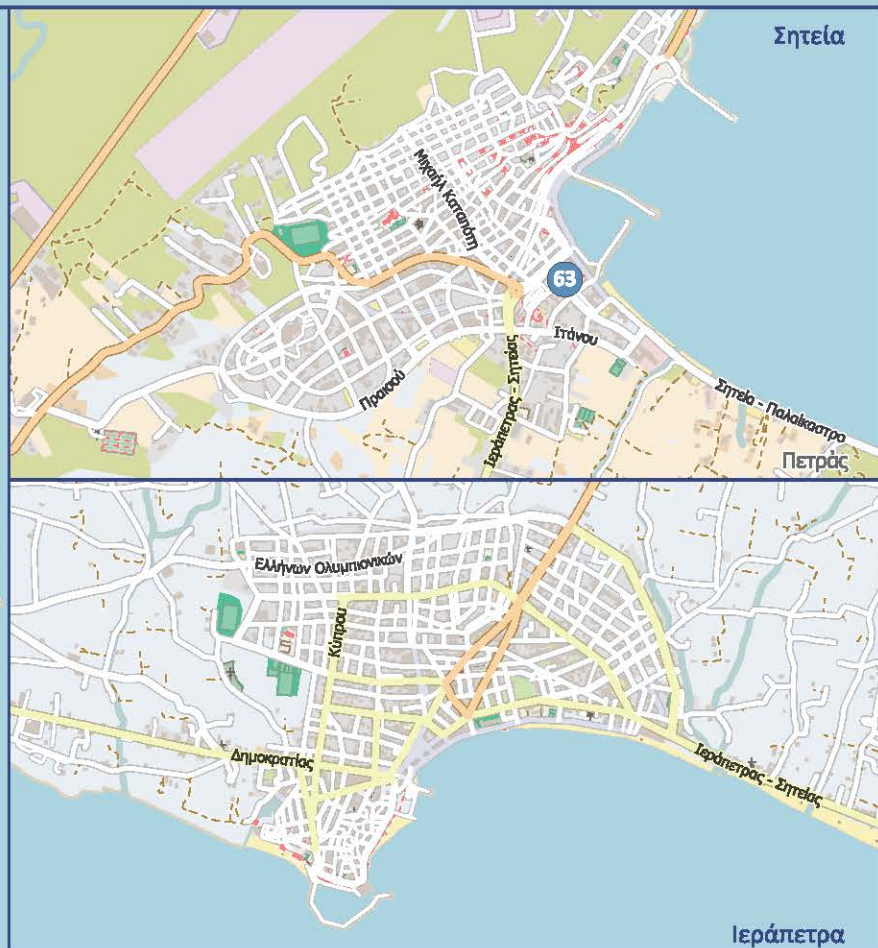 Σητεία
Μιχαήλ Καταπότη
63
Ιτάνου
Πραισού
Ιεράπετρας - Σητείας
Σητεία - Παλαίκαστρο
Πετράς
Ελλήνων Ολυμπιονικών
Κύπρου
Δημοκρατίας
Ιεράπετρας - Σητείας
Ιεράπετρα